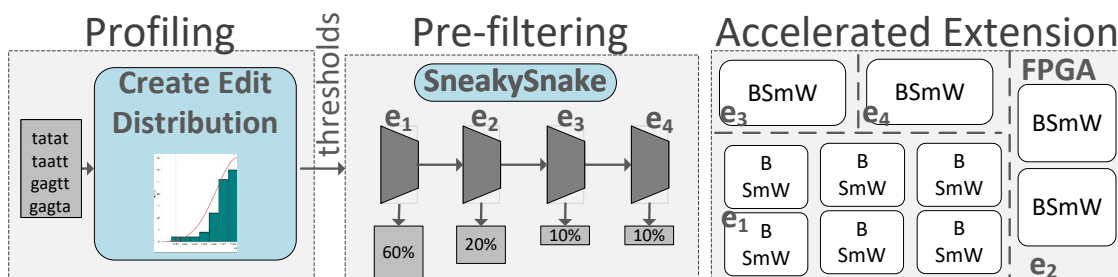 Profiling
Create Edit
Distribution
tatat
taatt
gagtt
gagta
thresholds
Pre-filtering
SneakySnake
e1
e2
e3
e4
60%
20%
10%
10%
Accelerated Extension
BSmW
e3
BSmW
e4
FPGA
BSmW
BSmW
e2
B
SmW
B
SmW
B
SmW
e1
B
SmW
B
SmW
B
SmW